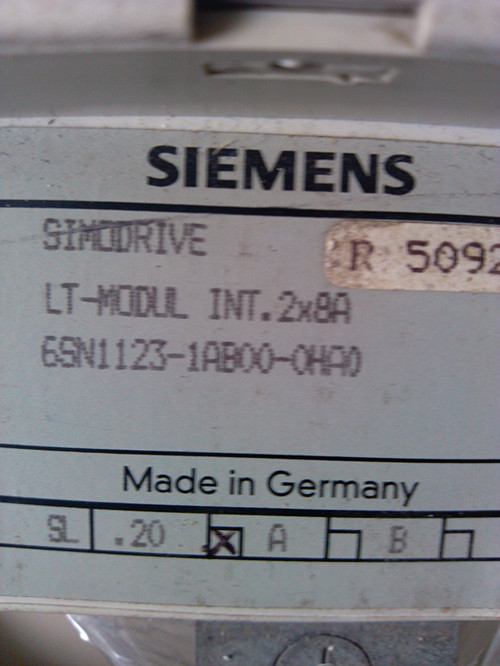 SIEMENS
SIMODRIVE
R 5092
LT-MODUL INT.2x8A
6SN1123-1AB00-0HA0
Made in Germany
SL .20 X A B